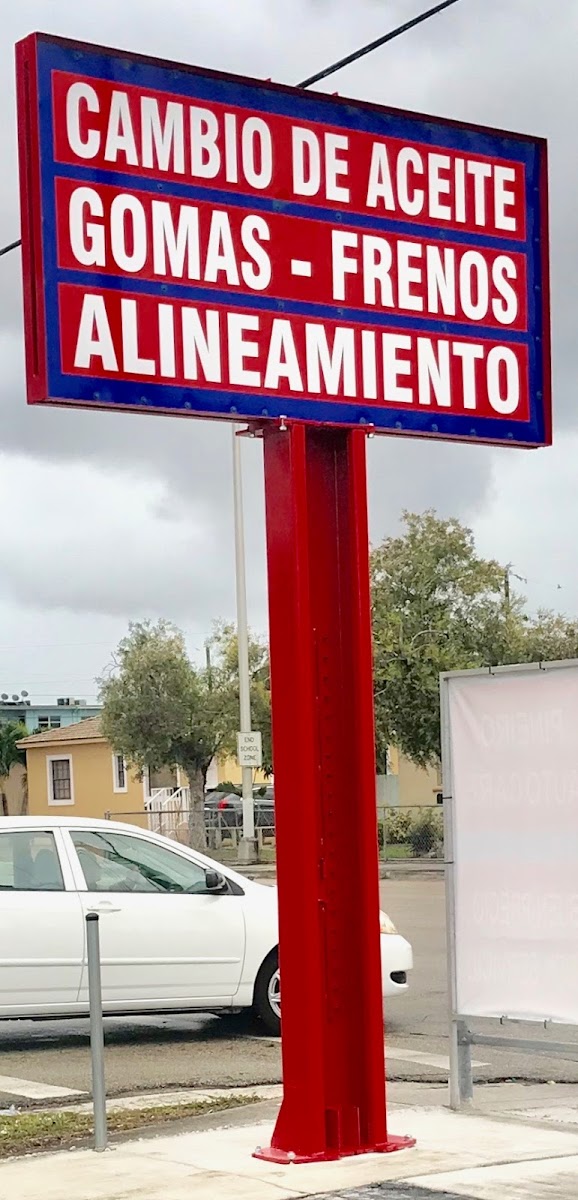 CAMBIO DE ACEITE
GOMAS - FRENOS
ALINEAMIENTO
END
SCHOOL
ZONE